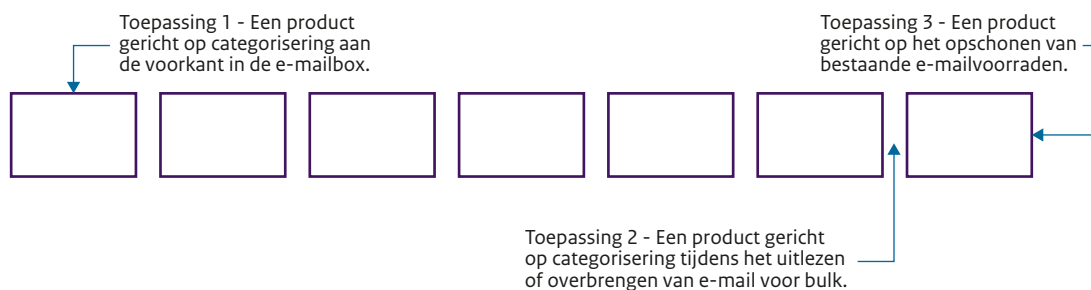 Toepassing 1 - Een product
gericht op categorisering aan
de voorkant in de e-mailbox.
Toepassing 3 - Een product
gericht op het opschonen van
bestaande e-mailvoorraden.
Toepassing 2 - Een product gericht
op categorisering tijdens het uitlezen
of overbrengen van e-mail voor bulk.